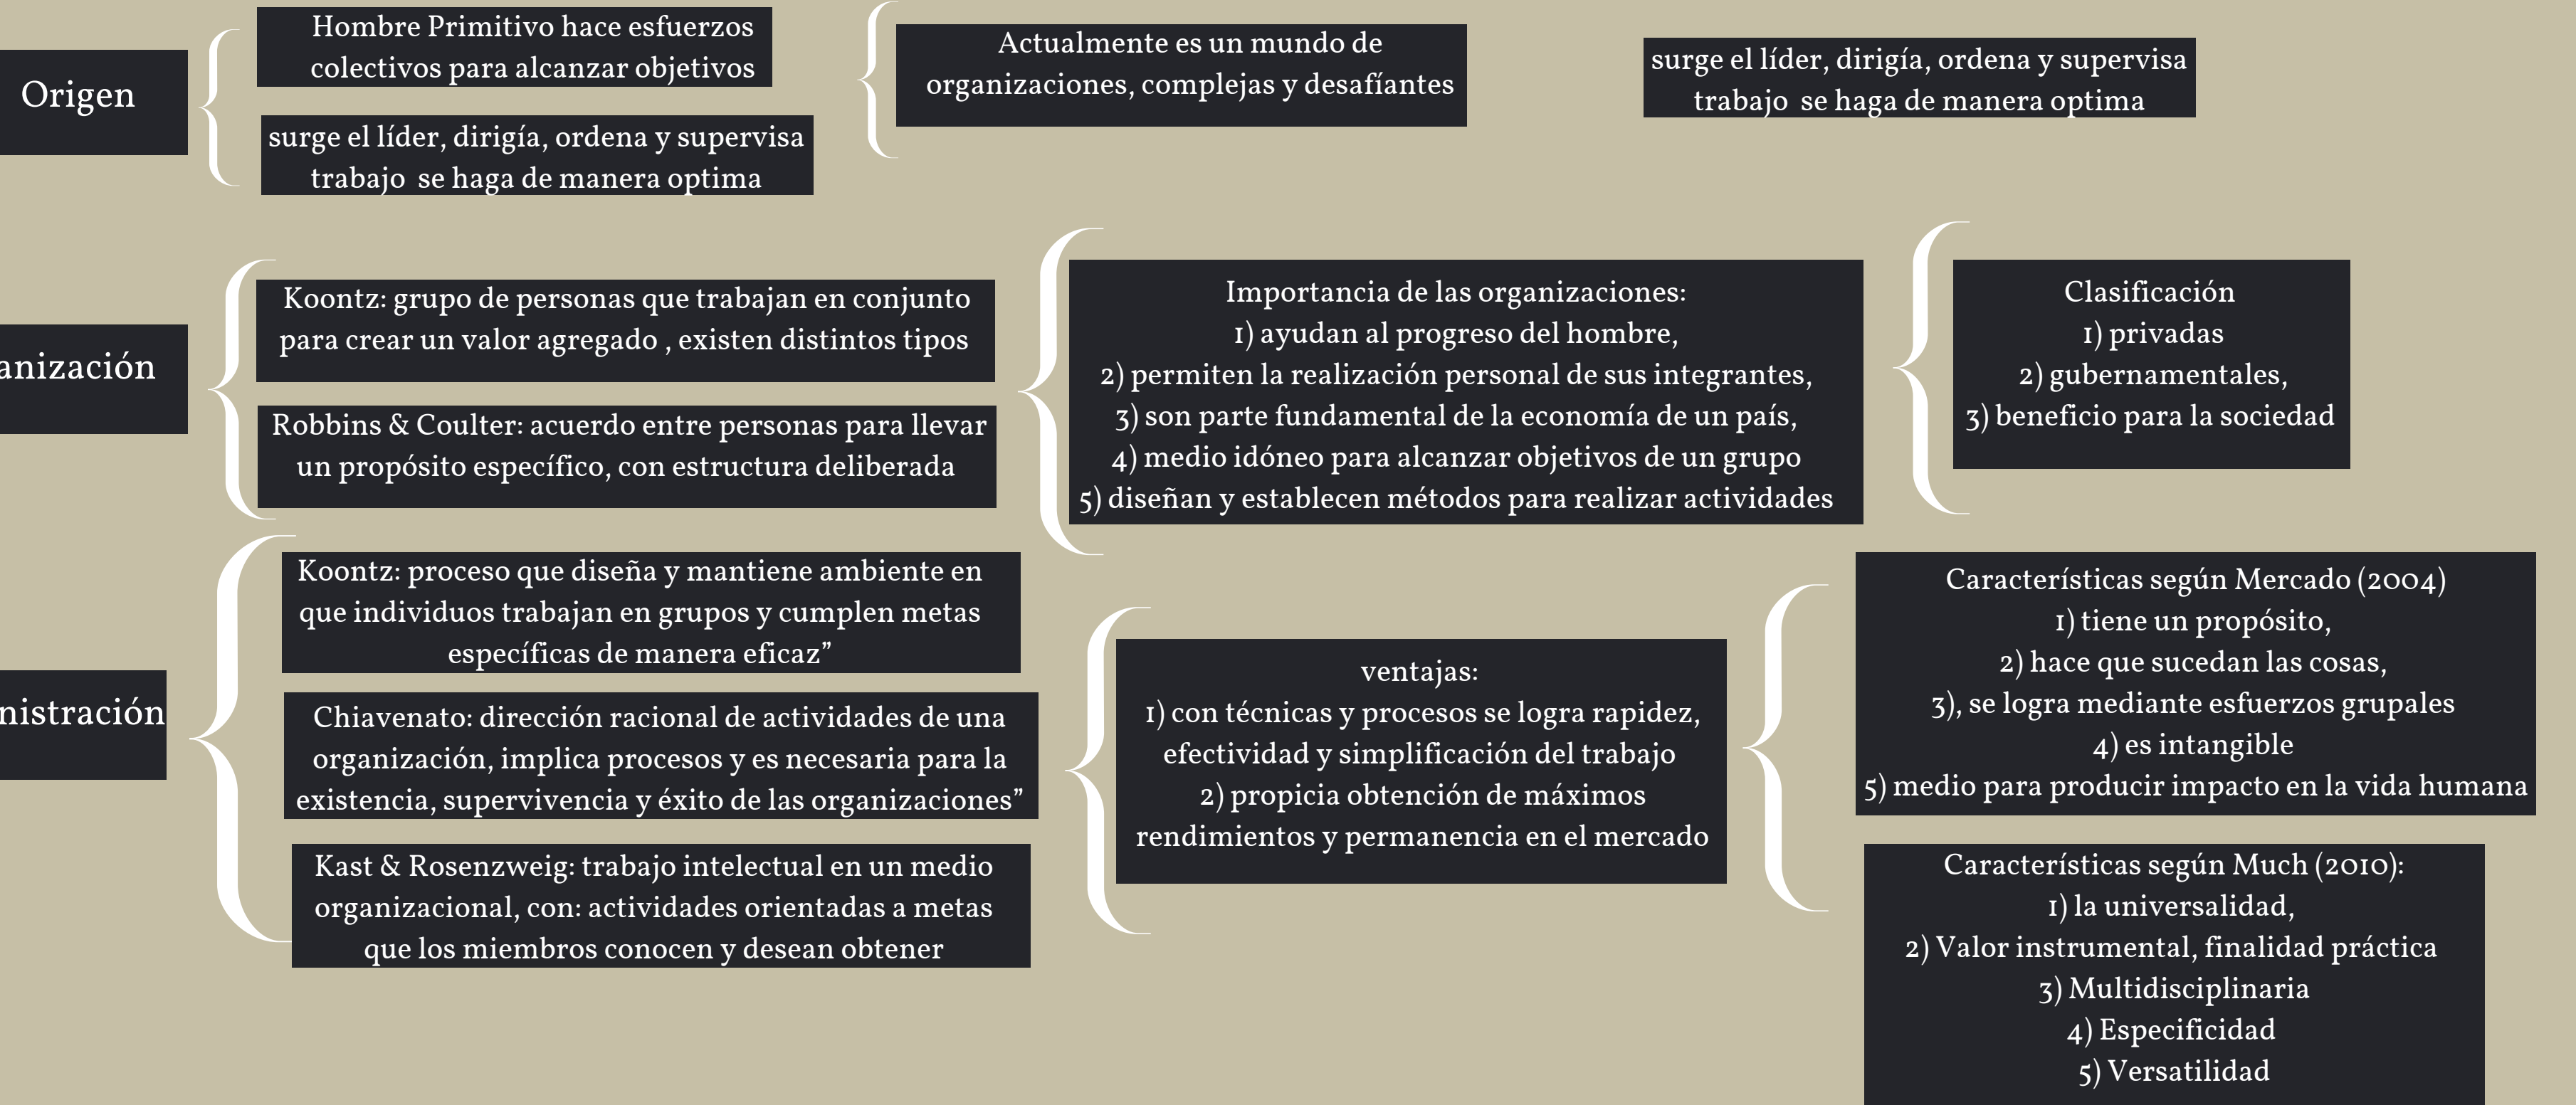 Origen
Hombre Primitivo hace esfuerzos
colectivos para alcanzar objetivos
surge el líder, dirigía, ordena y supervisa
trabajo  se haga de manera optima
Actualmente es un mundo de
organizaciones, complejas y desafíantes
surge el líder, dirigía, ordena y supervisa
trabajo  se haga de manera optima
anización
Koontz: grupo de personas que trabajan en conjunto
para crear un valor agregado , existen distintos tipos
Robbins & Coulter: acuerdo entre personas para llevar
un propósito específico, con estructura deliberada
Importancia de las organizaciones:
1) ayudan al progreso del hombre,
2) permiten la realización personal de sus integrantes,
3) son parte fundamental de la economía de un país,
4) medio idóneo para alcanzar objetivos de un grupo
5) diseñan y establecen métodos para realizar actividades
Clasificación
1) privadas
2) gubernamentales,
3) beneficio para la sociedad
nistración
Koontz: proceso que diseña y mantiene ambiente en
que individuos trabajan en grupos y cumplen metas
específicas de manera eficaz”
Chiavenato: dirección racional de actividades de una
organización, implica procesos y es necesaria para la
existencia, supervivencia y éxito de las organizaciones”
Kast & Rosenzweig: trabajo intelectual en un medio
organizacional, con: actividades orientadas a metas
que los miembros conocen y desean obtener
ventajas:
1) con técnicas y procesos se logra rapidez,
efectividad y simplificación del trabajo
2) propicia obtención de máximos
rendimientos y permanencia en el mercado
Características según Mercado (2004)
1) tiene un propósito,
2) hace que sucedan las cosas,
3), se logra mediante esfuerzos grupales
4) es intangible
5) medio para producir impacto en la vida humana
Características según Much (2010):
1) la universalidad,
2) Valor instrumental, finalidad práctica
3) Multidisciplinaria
4) Especificidad
5) Versatilidad